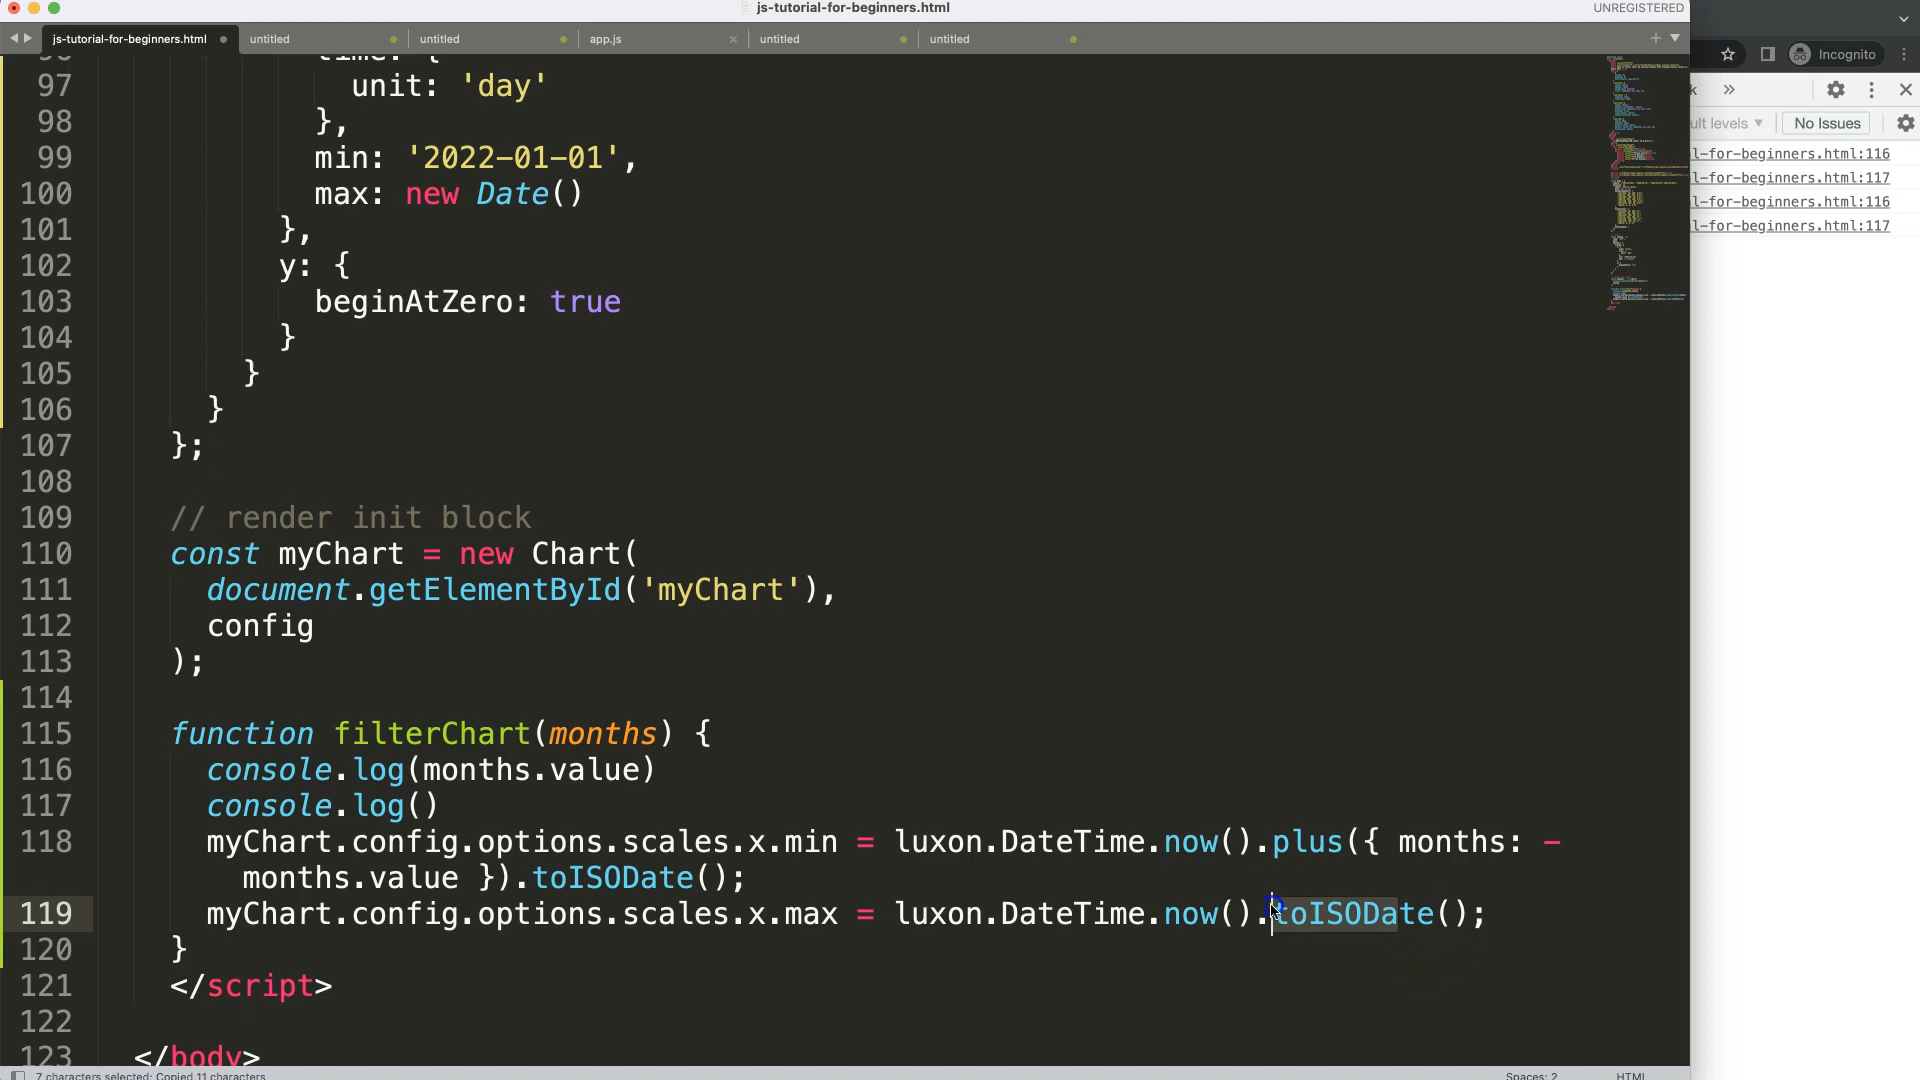 js-tutorial-for-beginners.html
UNREGISTERED
js-tutorial-for-beginners.html untitled untitled app.js untitled untitled
Incognito
96 time: {
97 unit: 'day'
98 },
99 min: '2022-01-01',
100 max: new Date()
101 },
102 y: {
103 beginAtZero: true
104 }
105 }
106 }
107 };
108
109 // render init block
110 const myChart = new Chart(
111 document.getElementById('myChart'),
112 config
113 );
114
115 function filterChart(months) {
116 console.log(months.value)
117 console.log()
118 myChart.config.options.scales.x.min = luxon.DateTime.now().plus({ months: -
months.value }).toISODate();
119 myChart.config.options.scales.x.max = luxon.DateTime.now().toISODate();
120 }
121 </script>
122
123 </body>
k
ult levels No Issues
l-for-beginners.html:116
l-for-beginners.html:117
l-for-beginners.html:116
l-for-beginners.html:117
7 characters selected; Copied 11 characters
Spaces: 2 HTML